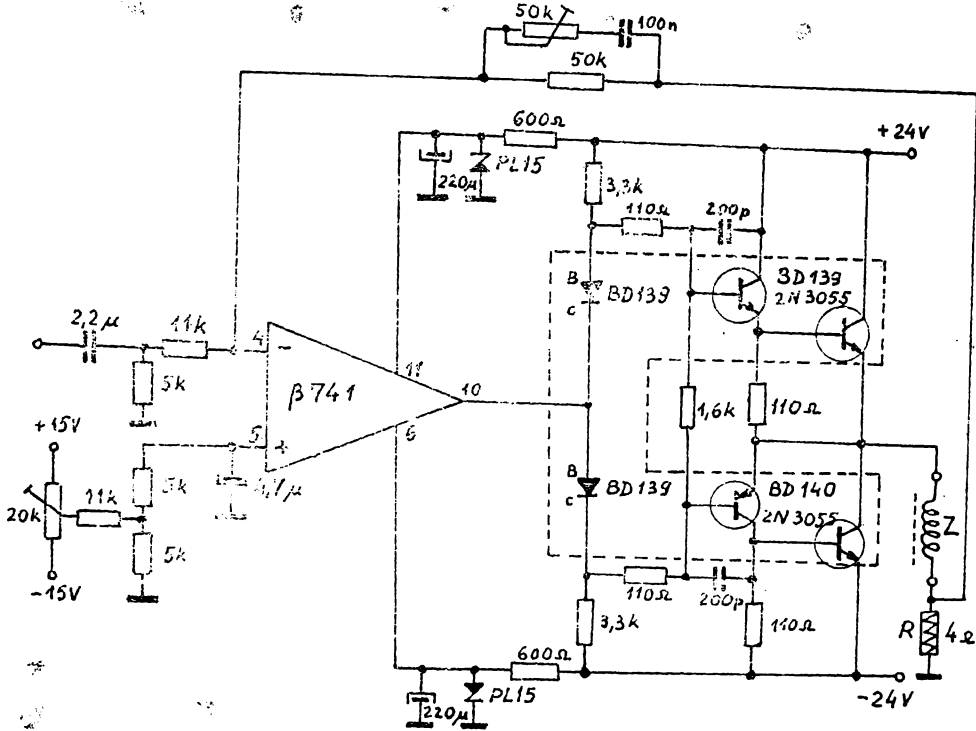 50k
100n
50k
600Ω
+24V
PL15
220μ
3,3k
110Ω
200p
B
BD139
C
BD139
2N3055
2,2μ
11k
4
-
11
5k
β741
10
1,6k
110Ω
+15V
5
+
6
5k
20k
11k
5k
-15V
B
BD139
C
BD140
2N3055
Z
110Ω
200p
3,3k
110Ω
R
4Ω
600Ω
PL15
220μ
-24V